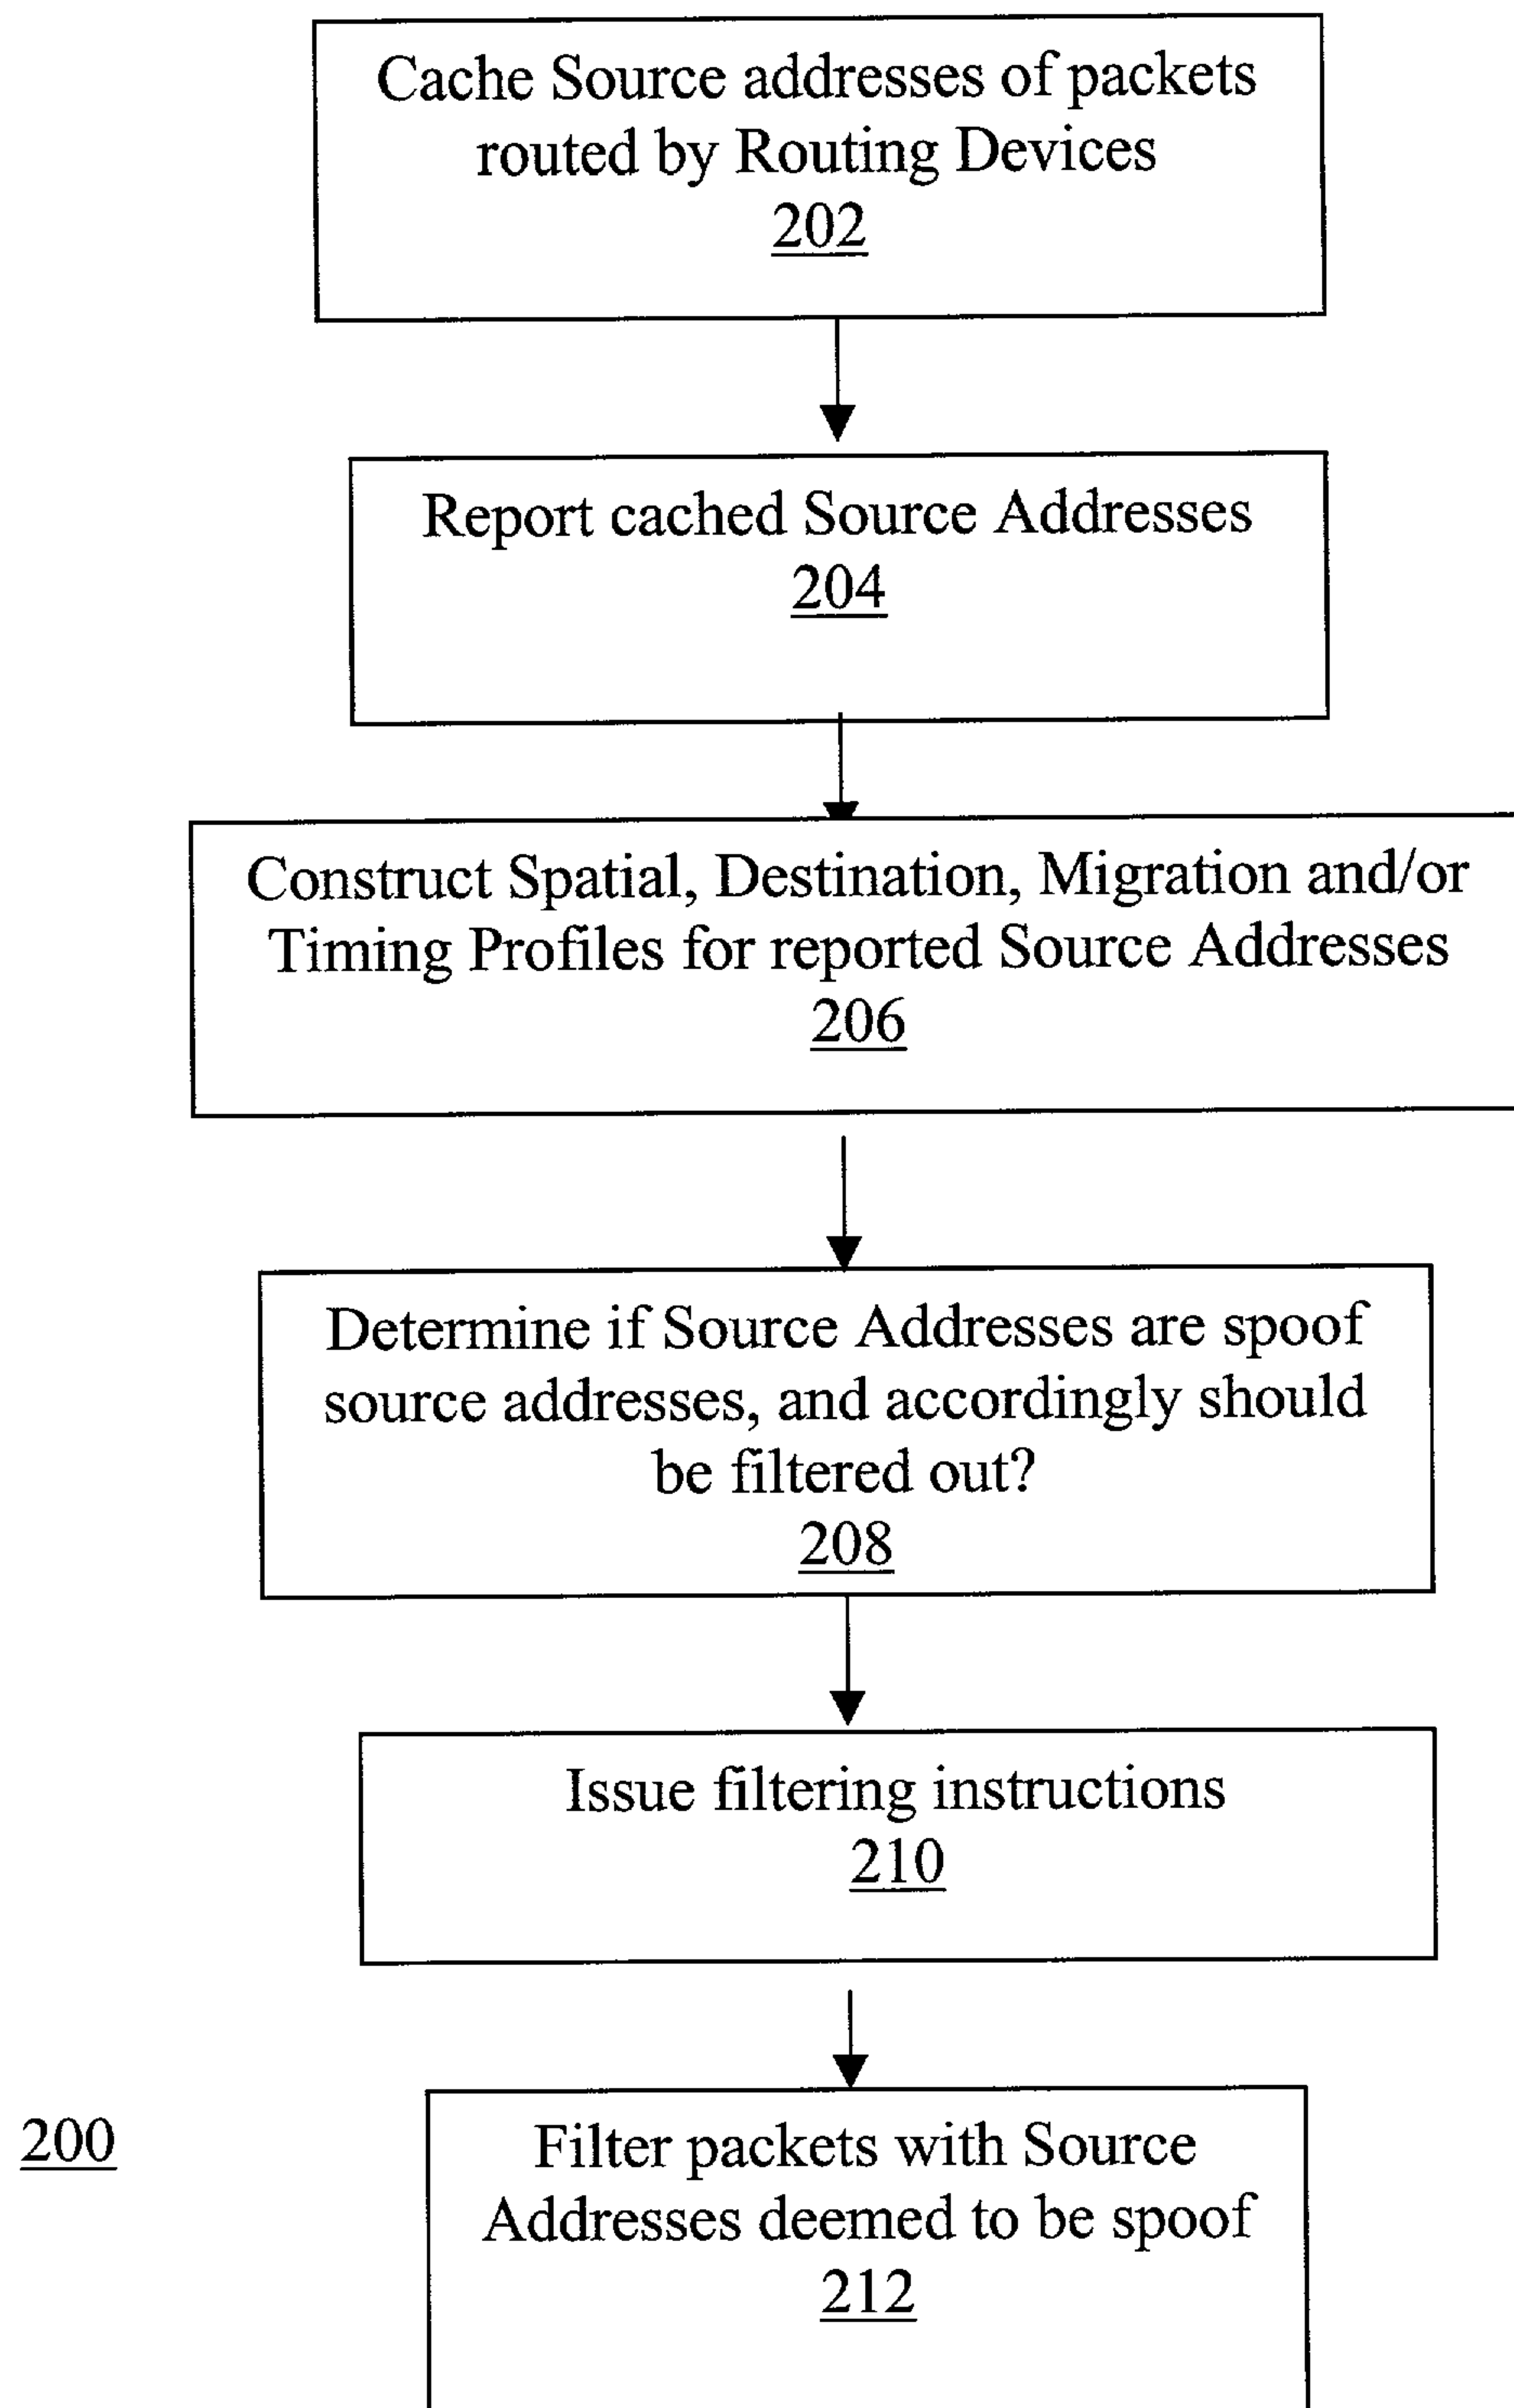 Cache Source addresses of packets
routed by Routing Devices
202
Report cached Source Addresses
204
Construct Spatial, Destination, Migration and/or
Timing Profiles for reported Source Addresses
206
Determine if Source Addresses are spoof
source addresses, and accordingly should
be filtered out?
208
Issue filtering instructions
210
200
Filter packets with Source
Addresses deemed to be spoof
212